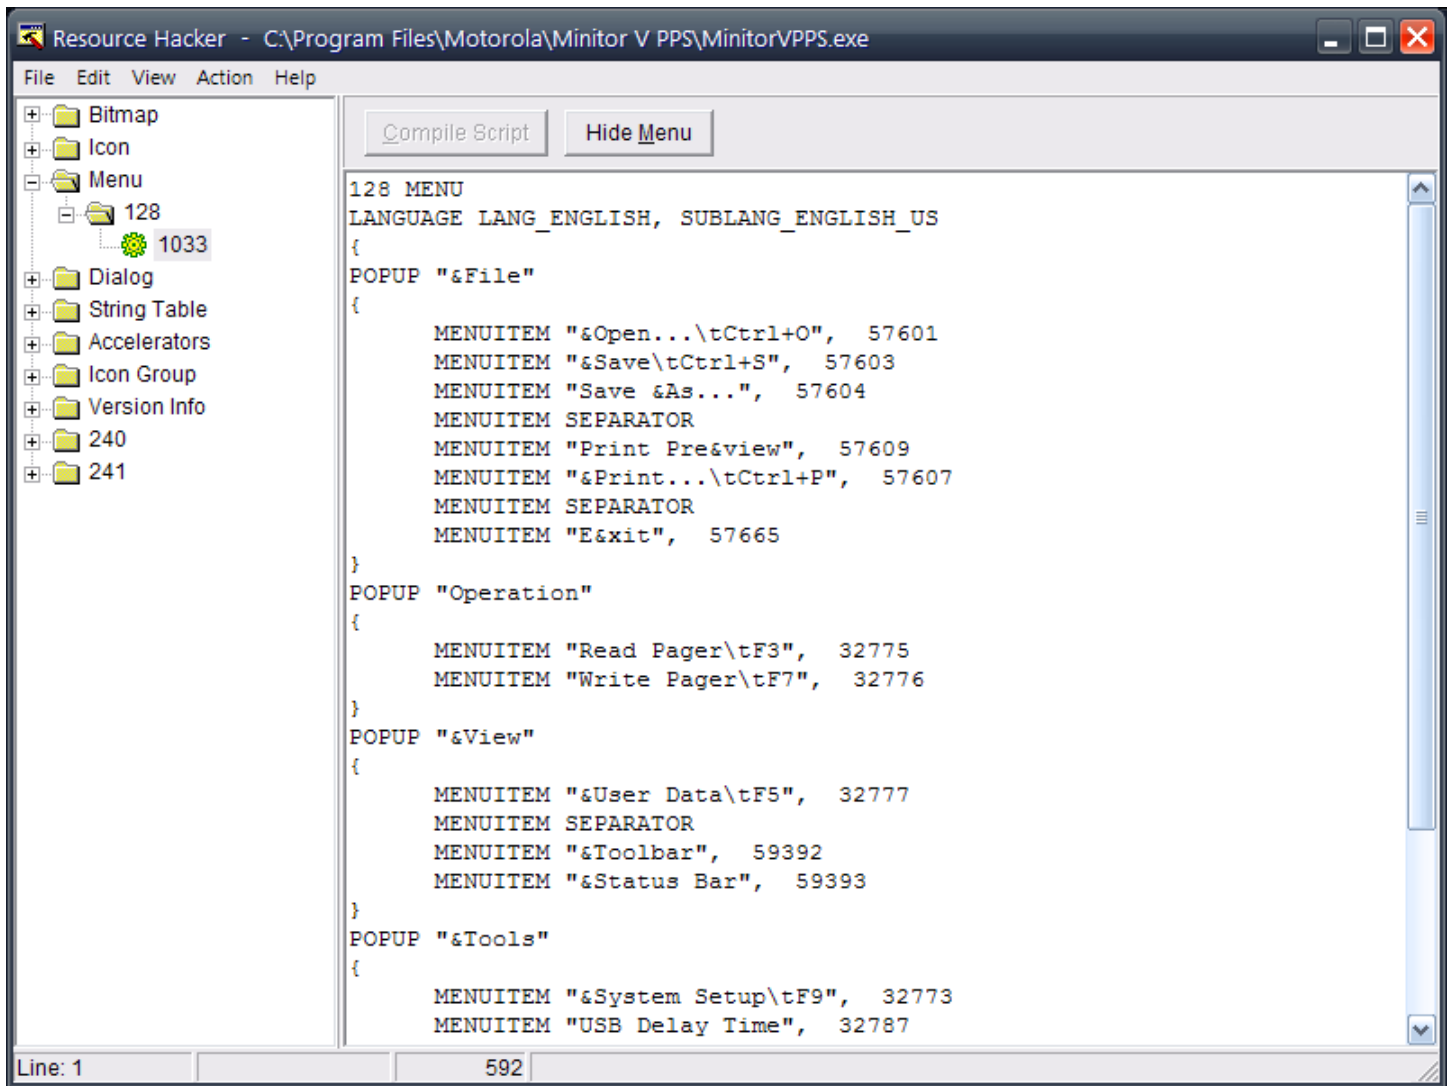 Resource Hacker - C:\Program Files\Motorola\Minitor V PPS\MinitorVPPS.exe
File Edit View Action Help
Bitmap
Icon
Menu
128
1033
Dialog
String Table
Accelerators
Icon Group
Version Info
240
241
Compile Script Hide Menu
128 MENU
LANGUAGE LANG_ENGLISH, SUBLANG_ENGLISH_US
{
POPUP "&File"
{
MENUITEM "&Open...\tCtrl+O", 57601
MENUITEM "&Save\tCtrl+S", 57603
MENUITEM "Save &As...", 57604
MENUITEM SEPARATOR
MENUITEM "Print Pre&view", 57609
MENUITEM "&Print...\tCtrl+P", 57607
MENUITEM SEPARATOR
MENUITEM "E&xit", 57665
}
POPUP "Operation"
{
MENUITEM "Read Pager\tF3", 32775
MENUITEM "Write Pager\tF7", 32776
}
POPUP "&View"
{
MENUITEM "&User Data\tF5", 32777
MENUITEM SEPARATOR
MENUITEM "&Toolbar", 59392
MENUITEM "&Status Bar", 59393
}
POPUP "&Tools"
{
MENUITEM "&System Setup\tF9", 32773
MENUITEM "USB Delay Time", 32787
Line: 1 592